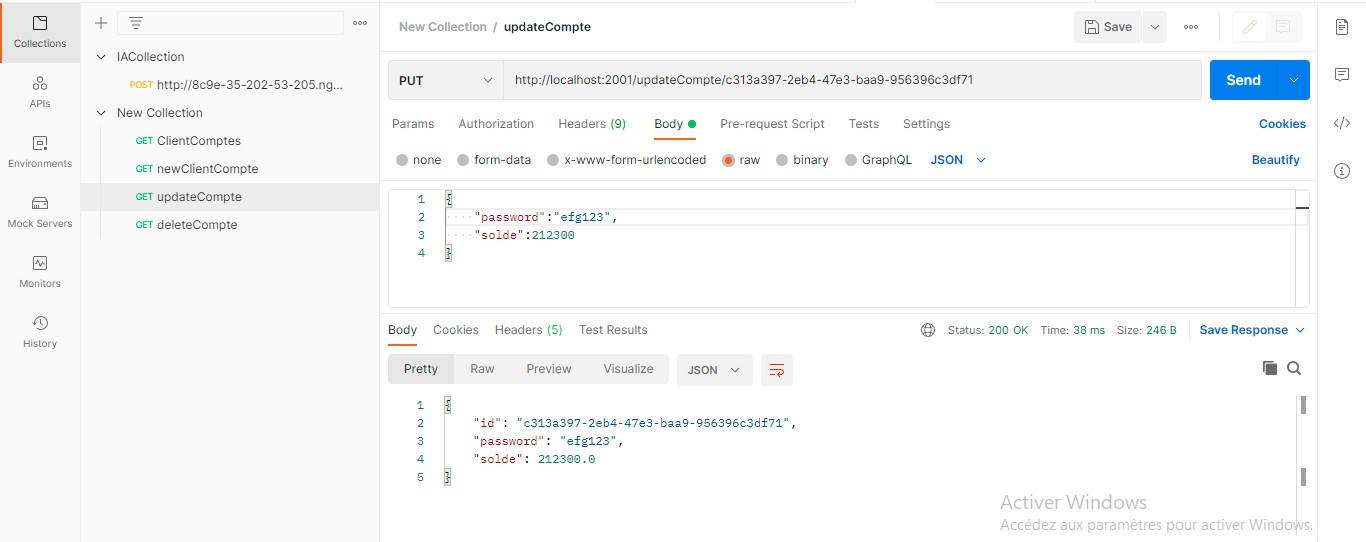 Collections
APIs
Environments
Mock Servers
Monitors
History
IACollection
POST http://8c9e-35-202-53-205.ng...
New Collection
GET ClientComptes
GET newClientCompte
GET updateCompte
GET deleteCompte
New Collection / updateCompte
Save
PUT http://localhost:2001/updateCompte/c313a397-2eb4-47e3-baa9-956396c3df71 Send
Params Authorization Headers (9) Body Pre-request Script Tests Settings Cookies
none form-data x-www-form-urlencoded raw binary GraphQL JSON Beautify
1 {
2 "password":"efg123",
3 "solde":212300
4 }
Body Cookies Headers (5) Test Results Status: 200 OK Time: 38 ms Size: 246 B Save Response
Pretty Raw Preview Visualize JSON
1 {
2 "id": "c313a397-2eb4-47e3-baa9-956396c3df71",
3 "password": "efg123",
4 "solde": 212300.0
5 }
Activer Windows
Accédez aux paramètres pour activer Windows.